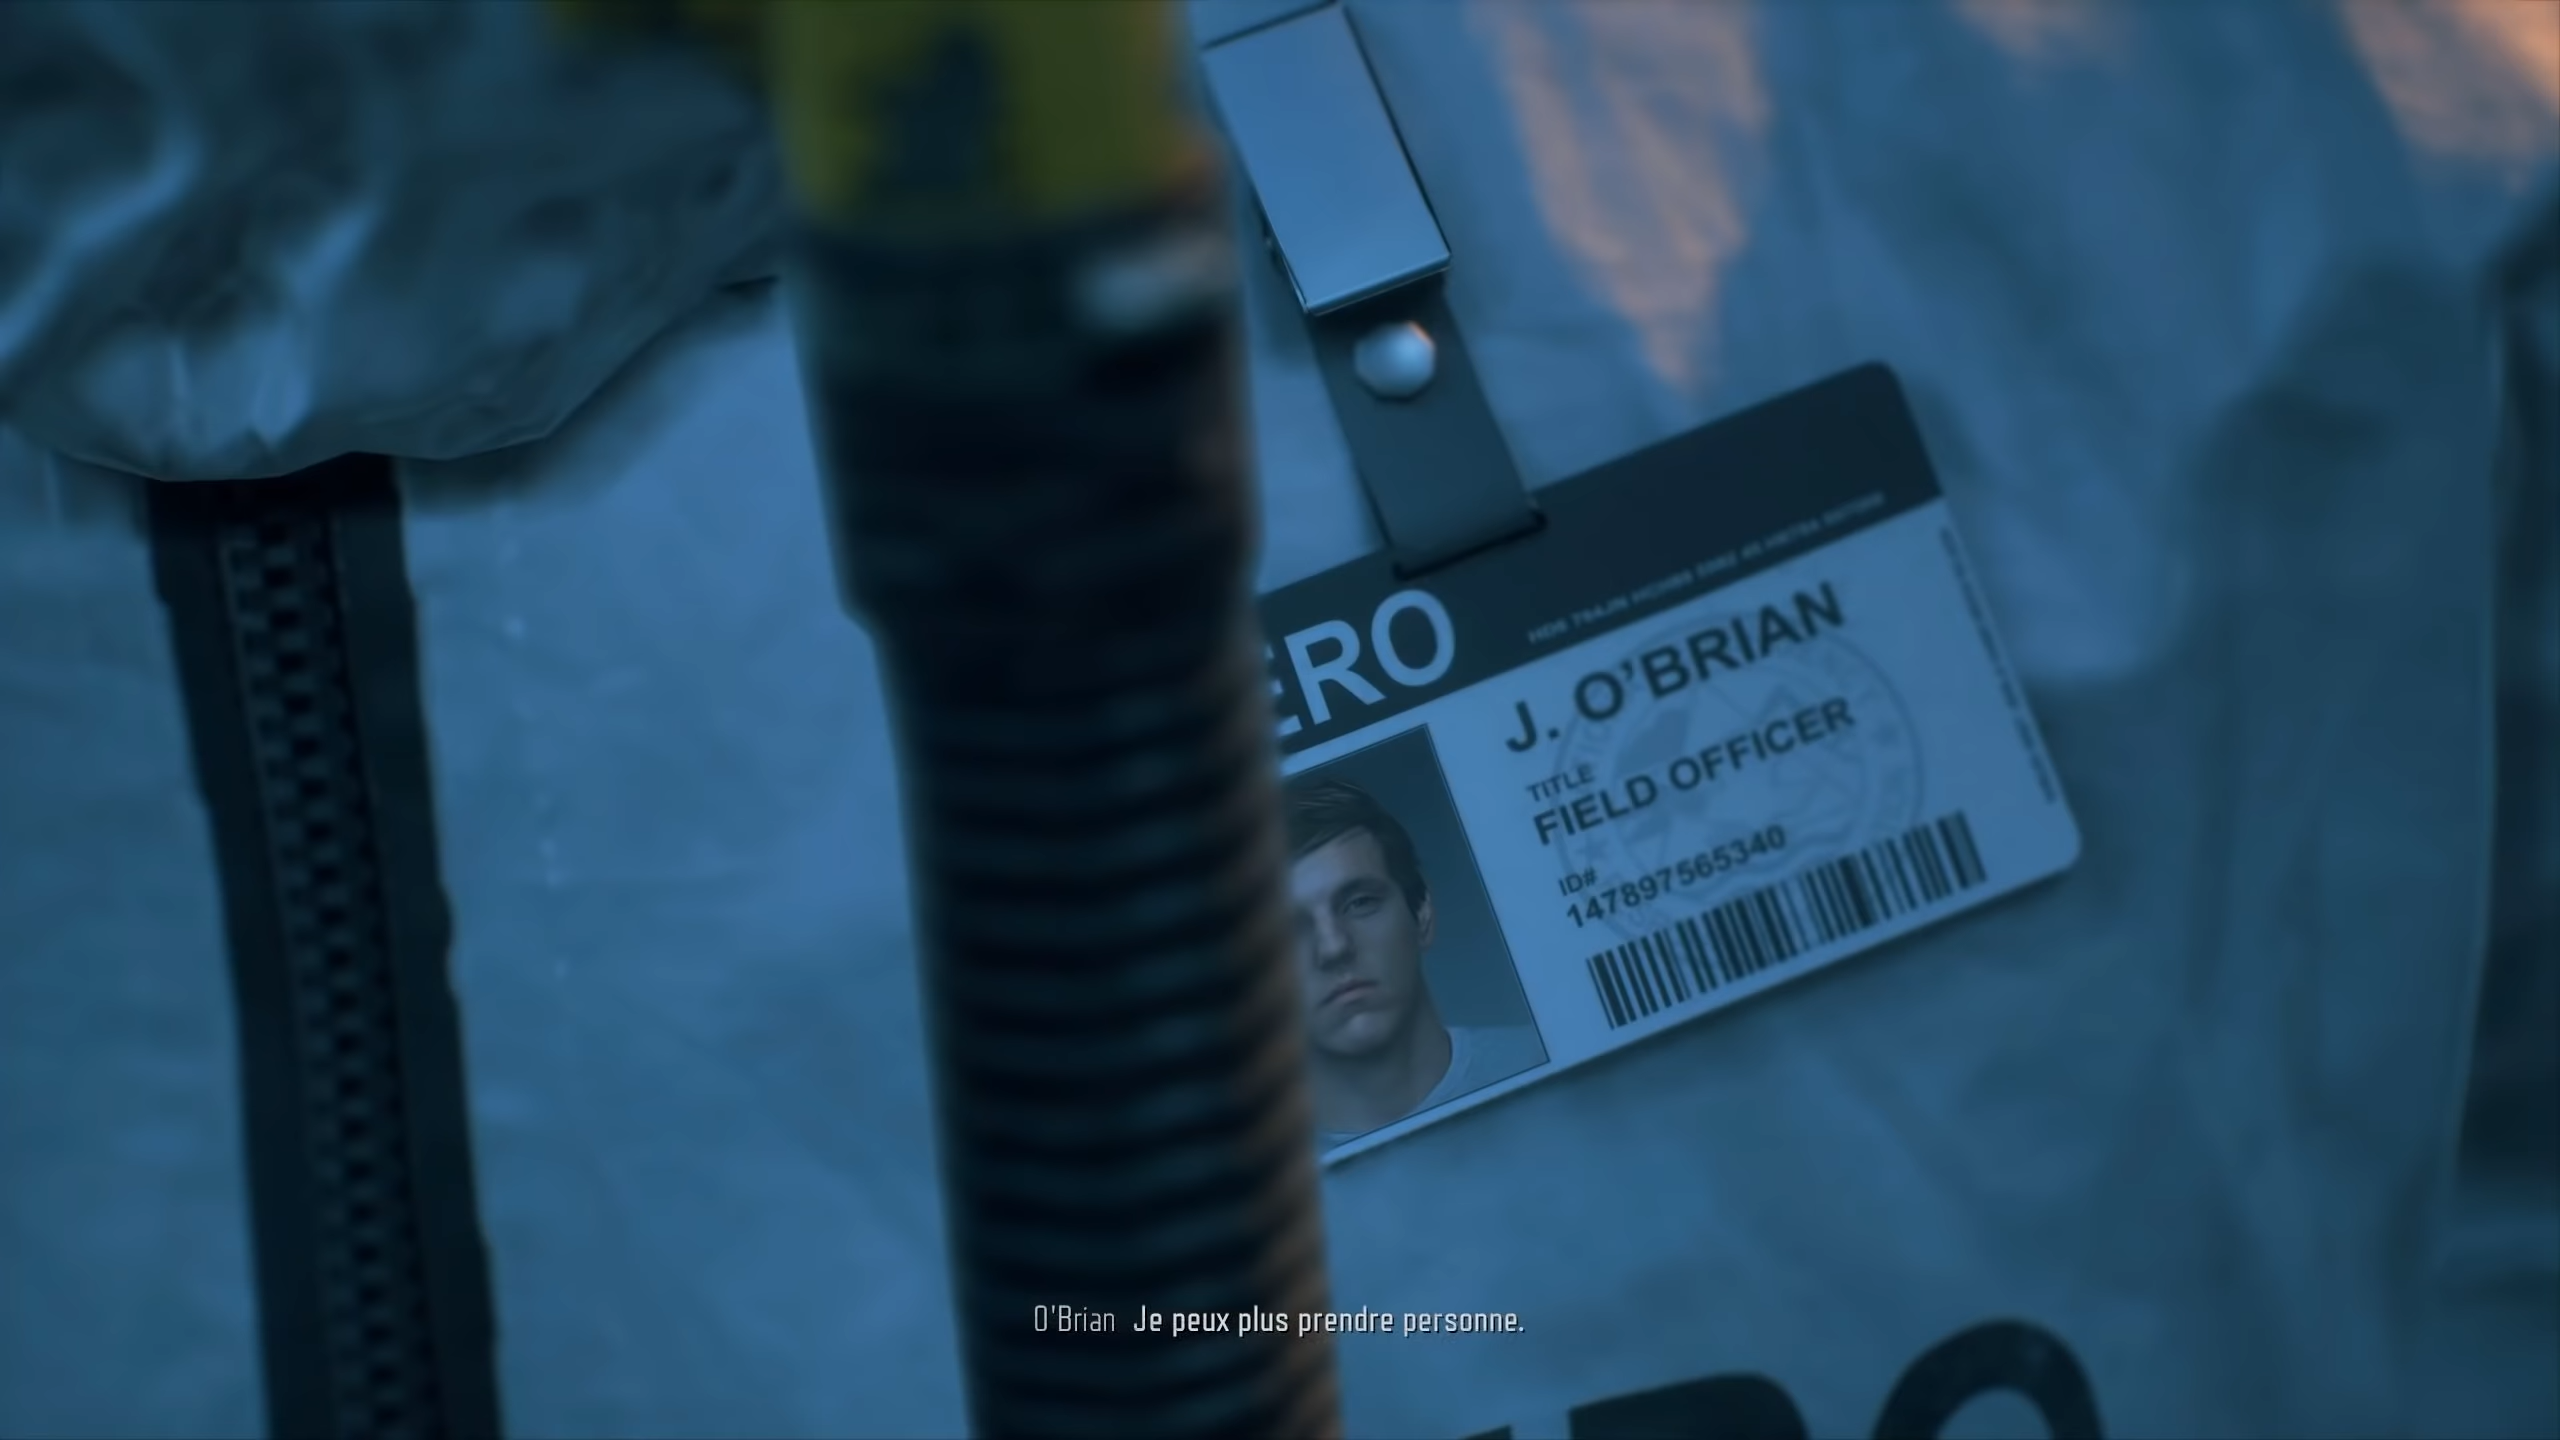 ERO
J. O'BRIAN
TITLE
FIELD OFFICER
ID#
147897565340
O'Brian Je peux plus prendre personne.